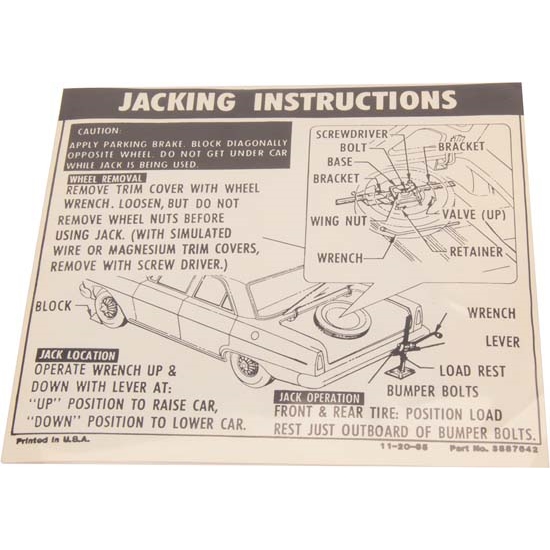 JACKING INSTRUCTIONS
CAUTION:
APPLY PARKING BRAKE. BLOCK DIAGONALLY
OPPOSITE WHEEL. DO NOT GET UNDER CAR
WHILE JACK IS BEING USED.
WHEEL REMOVAL
REMOVE TRIM COVER WITH WHEEL
WRENCH. LOOSEN, BUT DO NOT
REMOVE WHEEL NUTS BEFORE
USING JACK. (WITH SIMULATED
WIRE OR MAGNESIUM TRIM COVERS,
REMOVE WITH SCREW DRIVER.)
SCREWDRIVER
BOLT
BASE
BRACKET
BRACKET
WING NUT
VALVE (UP)
WRENCH
RETAINER
BLOCK
WRENCH
LEVER
LOAD REST
BUMPER BOLTS
JACK LOCATION
OPERATE WRENCH UP &
DOWN WITH LEVER AT:
"UP" POSITION TO RAISE CAR,
"DOWN" POSITION TO LOWER CAR.
JACK OPERATION
FRONT & REAR TIRE: POSITION LOAD
REST JUST OUTBOARD OF BUMPER BOLTS.
Printed in U.S.A.
11-20-65
Part No. 3887642